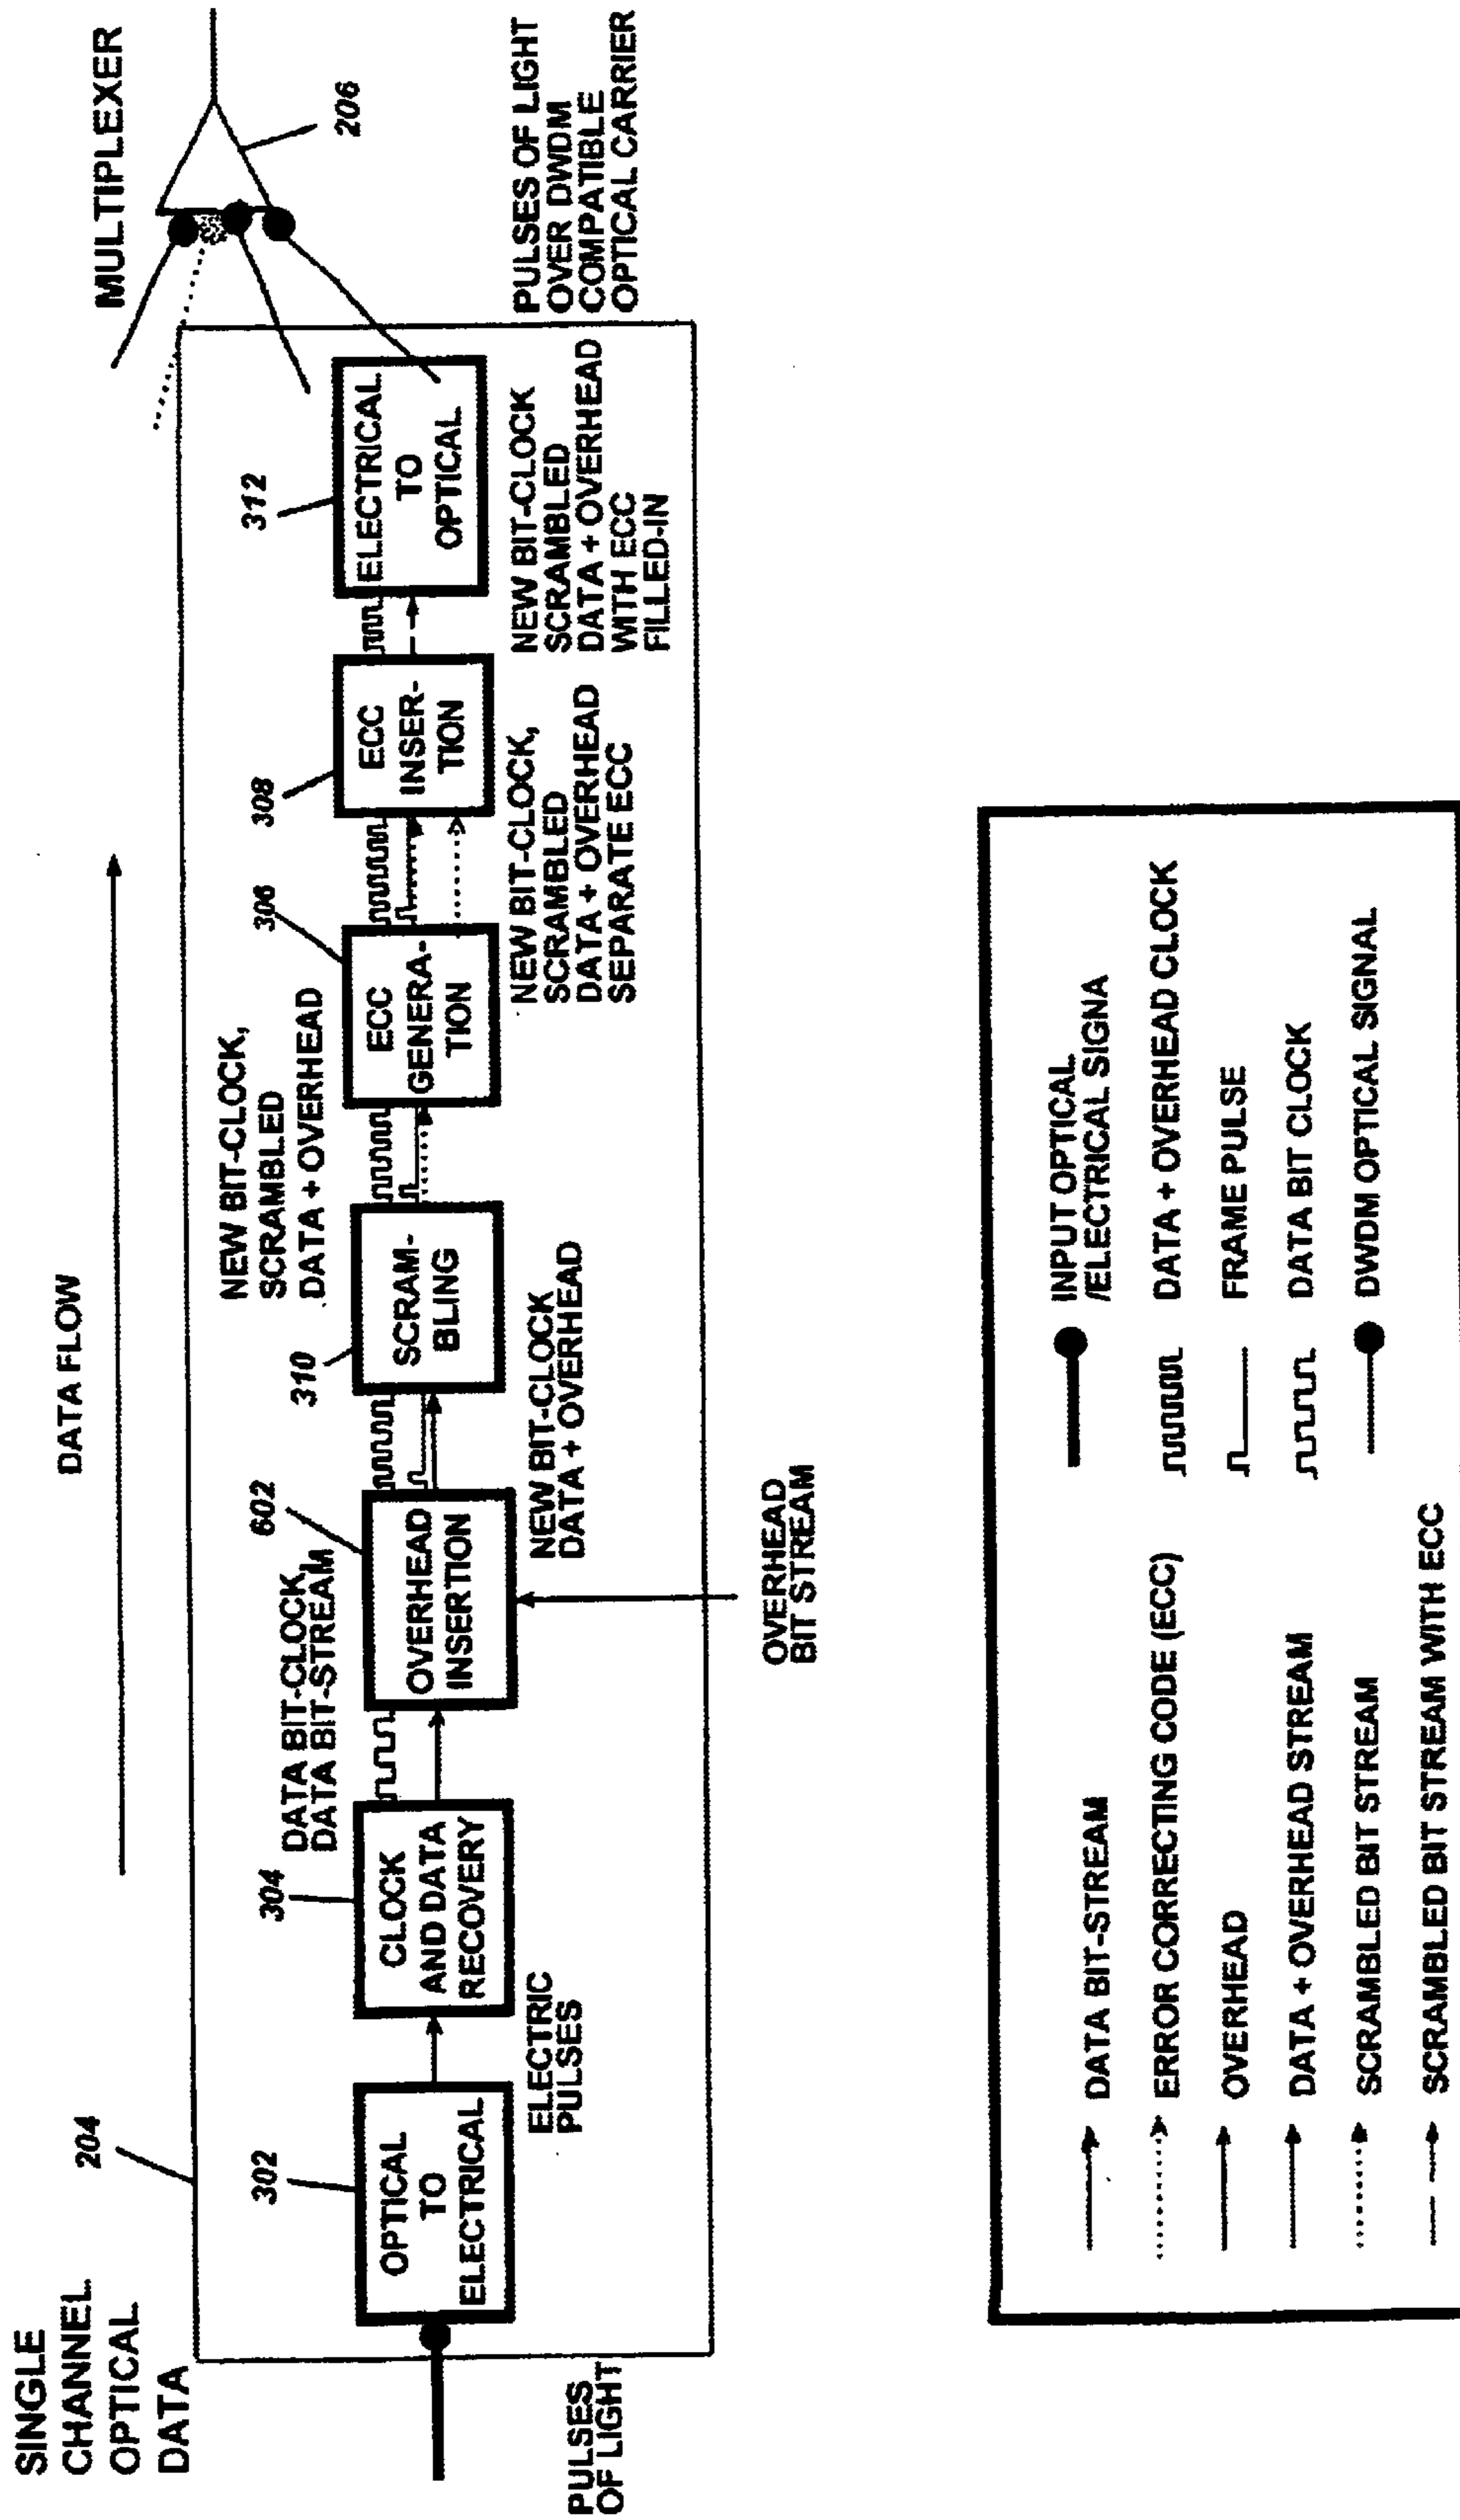 SINGLE
CHANNEL
OPTICAL
DATA
204
DATA FLOW
MULTIPLEXER
206
PULSES
OF LIGHT
302
OPTICAL
TO
ELECTRICAL
ELECTRIC
PULSES
304
CLOCK
AND DATA
RECOVERY
DATA BIT-CLOCK
DATA BIT-STREAM
602
OVERHEAD
INSERTION
OVERHEAD
BIT STREAM
NEW BIT-CLOCK
DATA + OVERHEAD
310
SCRAM-
BLING
NEW BIT-CLOCK,
SCRAMBLED
DATA + OVERHEAD
306
ECC
GENERA-
TION
NEW BIT-CLOCK,
SCRAMBLED
DATA + OVERHEAD
SEPARATE ECC
308
ECC
INSER-
TION
NEW BIT-CLOCK
SCRAMBLED
DATA + OVERHEAD
WITH ECC
FILLED-IN
312
ELECTRICAL
TO
OPTICAL
PULSES OF LIGHT
OVER DWDM
COMPATIBLE
OPTICAL CARRIER
DATA BIT-STREAM
ERROR CORRECTING CODE (ECC)
OVERHEAD
DATA + OVERHEAD STREAM
SCRAMBLED BIT STREAM
SCRAMBLED BIT STREAM WITH ECC
INPUT OPTICAL
/ELECTRICAL SIGNA
DATA + OVERHEAD CLOCK
FRAME PULSE
DATA BIT CLOCK
DWDM OPTICAL SIGNAL